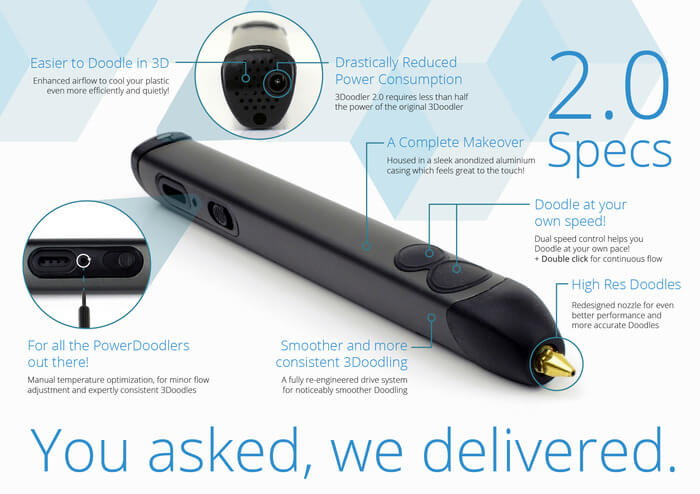 Easier to Doodle in 3D
Enhanced airflow to cool your plastic
even more efficiently and quietly!
Drastically Reduced
Power Consumption
3Doodler 2.0 requires less than half
the power of the original 3Doodler
2.0
Specs
A Complete Makeover
Housed in a sleek anondized aluminium
casing which feels great to the touch!
Doodle at your
own speed!
Dual speed control helps you
Doodle at your own pace!
+ Double click for continuous flow
High Res Doodles
Redesigned nozzle for even
better performance and
more accurate Doodles
For all the PowerDoodlers
out there!
Manual temperature optimization, for minor flow
adjustment and expertly consistent 3Doodles
Smoother and more
consistent 3Doodling
A fully re-engineered drive system
for noticeably smoother Doodling
You asked, we delivered.